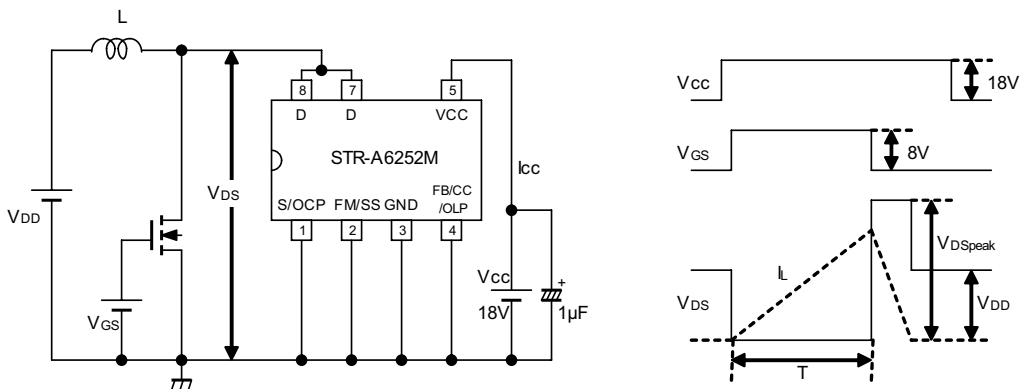 L
8
7
5
D
D
VCC
STR-A6252M
VDS
VDD
Icc
S/OCP
FM/SS
GND
FB/CC
/OLP
1
2
3
4
VGS
Vcc
18V
+
1µF
Vcc
18V
VGS
8V
VDS
IL
VDSpeak
VDD
T